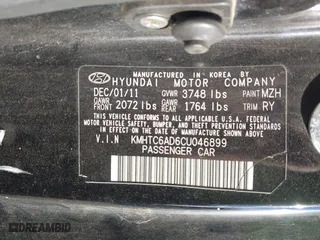 MANUFACTURED IN KOREA BY
HYUNDAI MOTOR COMPANY
DEC/01/11 GVWR 3748 lbs PAINT MZH
GAWR FRONT 2072 lbs GAWR REAR 1764 lbs TRIM RY
THIS VEHICLE CONFORMS TO ALL APPLICABLE U.S. FEDERAL
MOTOR VEHICLE SAFETY, BUMPER, AND THEFT
PREVENTION STANDARDS IN EFFECT ON THE DATE OF
MANUFACTURE SHOWN ABOVE.
V.I.N KMHTC6AD6CU046899
PASSENGER CAR
DREAMBID